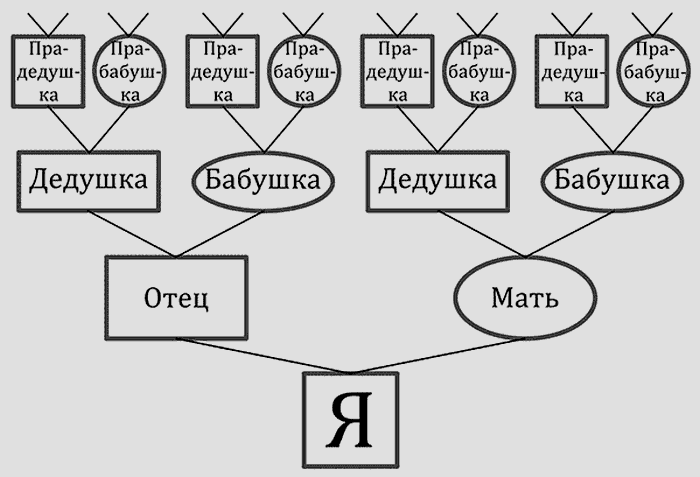 Пра-
дедуш-
ка
Пра-
бабуш-
ка
Пра-
дедуш-
ка
Пра-
бабуш-
ка
Пра-
дедуш-
ка
Пра-
бабуш-
ка
Пра-
дедуш-
ка
Пра-
бабуш-
ка
Дедушка
Бабушка
Дедушка
Бабушка
Отец
Мать
Я